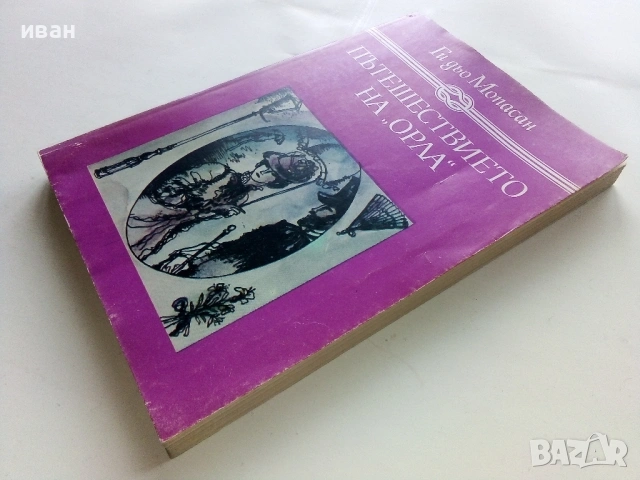 иван
Ги дьо Мопасан
ПЪТЕШЕСТВИЕТО
НА „ОРЛА“
BAZAR